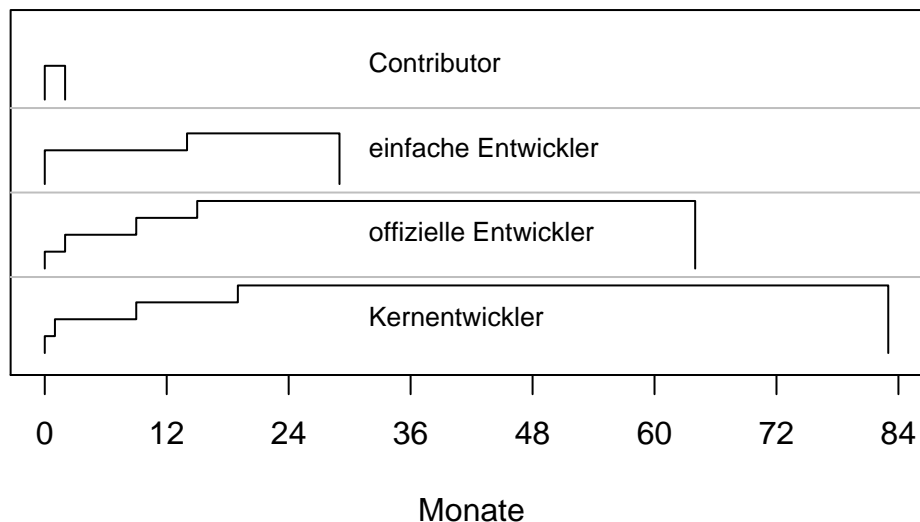 Contributor
einfache Entwickler
offizielle Entwickler
Kernentwickler
0 12 24 36 48 60 72 84
Monate